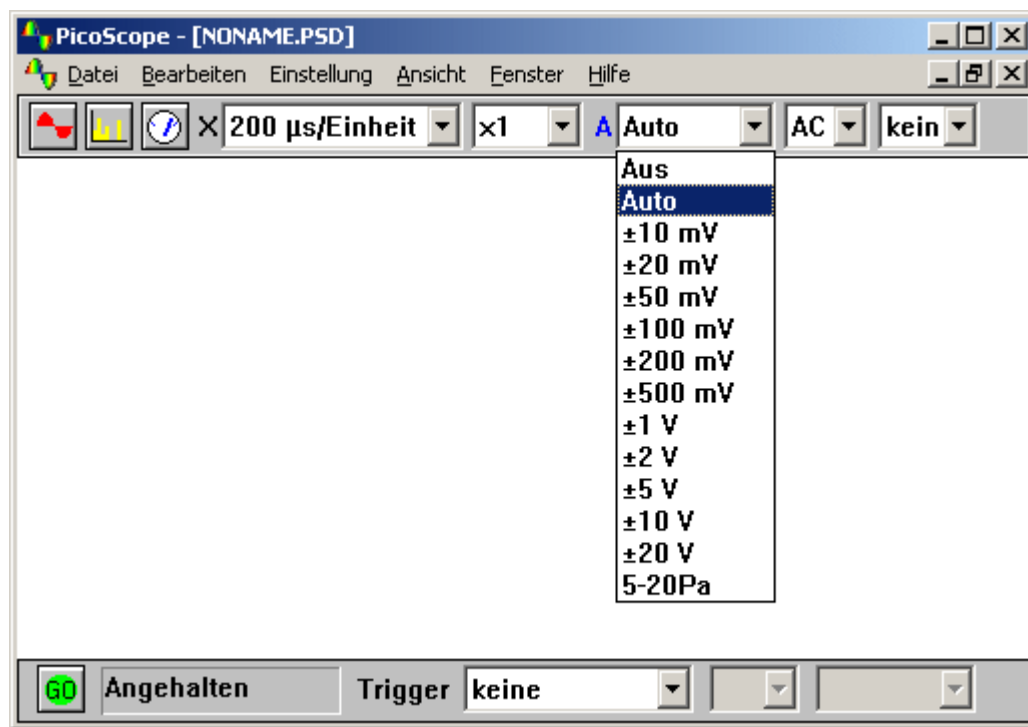 PicoScope - [NONAME.PSD]
Datei Bearbeiten Einstellung Ansicht Fenster Hilfe
X 200 µs/Einheit x1 A Auto AC kein
Aus
Auto
±10 mV
±20 mV
±50 mV
±100 mV
±200 mV
±500 mV
±1 V
±2 V
±5 V
±10 V
±20 V
5-20Pa
GO Angehalten Trigger keine